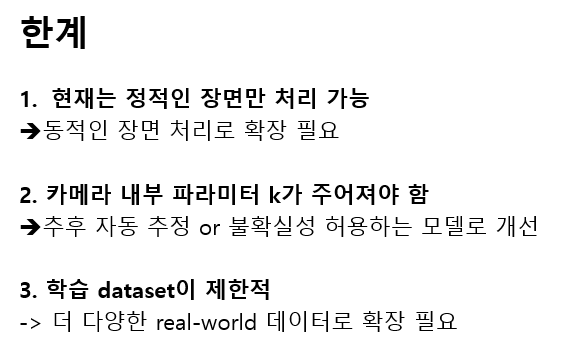 한계
1. 현재는 정적인 장면만 처리 가능
➔동적인 장면 처리로 확장 필요
2. 카메라 내부 파라미터 k가 주어져야 함
➔추후 자동 추정 or 불확실성 허용하는 모델로 개선
3. 학습 dataset이 제한적
-> 더 다양한 real-world 데이터로 확장 필요